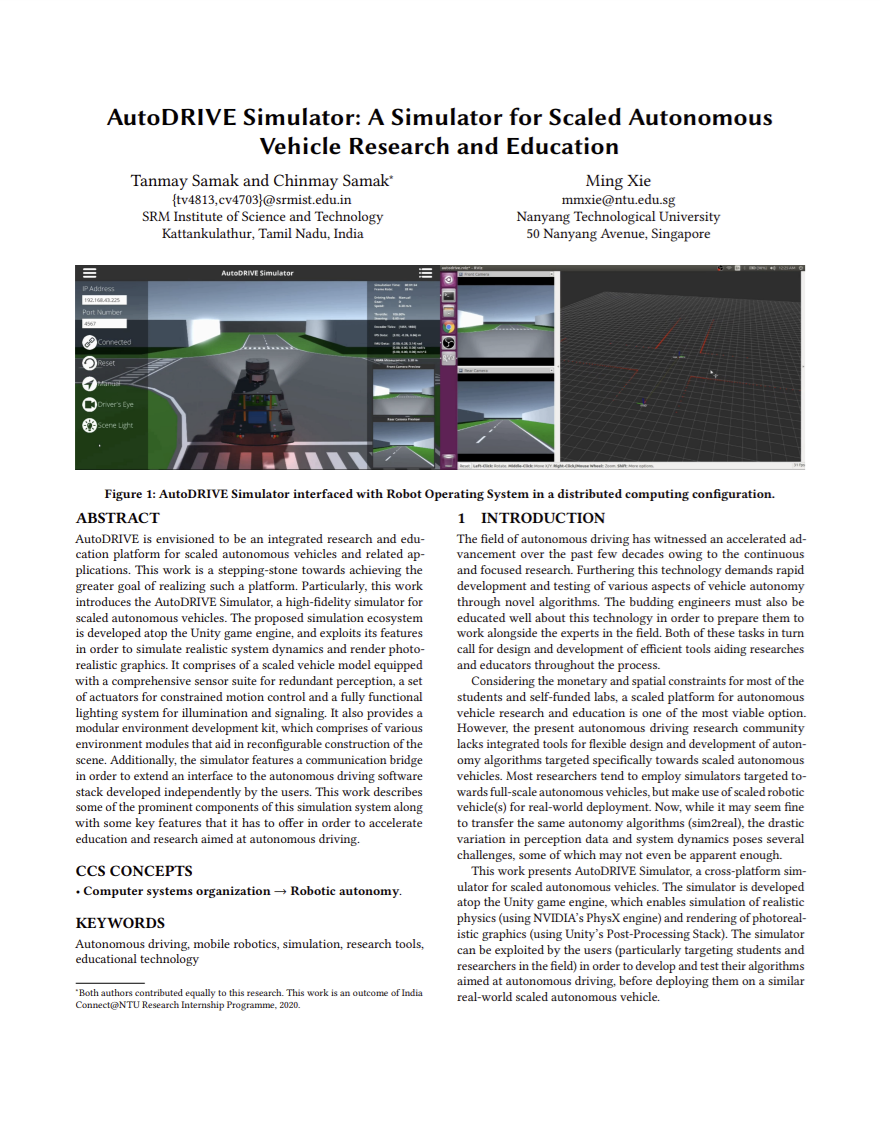 AutoDRIVE Simulator: A Simulator for Scaled Autonomous
Vehicle Research and Education
Tanmay Samak and Chinmay Samak*
{tv4813,cv4703}@srmist.edu.in
SRM Institute of Science and Technology
Kattankulathur, Tamil Nadu, India
Ming Xie
mmxie@ntu.edu.sg
Nanyang Technological University
50 Nanyang Avenue, Singapore
AutoDRIVE Simulator
IP Address
192.168.43.225
Port Number
4567
Connected
Reset
Manual
Driver's Eye
Scene Light
Front Camera Preview
Rear Camera Preview
Front Camera
Rear Camera
Figure 1: AutoDRIVE Simulator interfaced with Robot Operating System in a distributed computing configuration.
ABSTRACT
AutoDRIVE is envisioned to be an integrated research and edu-
cation platform for scaled autonomous vehicles and related ap-
plications. This work is a stepping-stone towards achieving the
greater goal of realizing such a platform. Particularly, this work
introduces the AutoDRIVE Simulator, a high-fidelity simulator for
scaled autonomous vehicles. The proposed simulation ecosystem
is developed atop the Unity game engine, and exploits its features
in order to simulate realistic system dynamics and render photo-
realistic graphics. It comprises of a scaled vehicle model equipped
with a comprehensive sensor suite for redundant perception, a set
of actuators for constrained motion control and a fully functional
lighting system for illumination and signaling. It also provides a
modular environment development kit, which comprises of various
environment modules that aid in reconfigurable construction of the
scene. Additionally, the simulator features a communication bridge
in order to extend an interface to the autonomous driving software
stack developed independently by the users. This work describes
some of the prominent components of this simulation system along
with some key features that it has to offer in order to accelerate
education and research aimed at autonomous driving.
CCS CONCEPTS
• Computer systems organization → Robotic autonomy.
KEYWORDS
Autonomous driving, mobile robotics, simulation, research tools,
educational technology
*Both authors contributed equally to this research. This work is an outcome of India
Connect@NTU Research Internship Programme, 2020.
1 INTRODUCTION
The field of autonomous driving has witnessed an accelerated ad-
vancement over the past few decades owing to the continuous
and focused research. Furthering this technology demands rapid
development and testing of various aspects of vehicle autonomy
through novel algorithms. The budding engineers must also be
educated well about this technology in order to prepare them to
work alongside the experts in the field. Both of these tasks in turn
call for design and development of efficient tools aiding researchers
and educators throughout the process.
Considering the monetary and spatial constraints for most of the
students and self-funded labs, a scaled platform for autonomous
vehicle research and education is one of the most viable option.
However, the present autonomous driving research community
lacks integrated tools for flexible design and development of auton-
omy algorithms targeted specifically towards scaled autonomous
vehicles. Most researchers tend to employ simulators targeted to-
wards full-scale autonomous vehicles, but make use of scaled robotic
vehicle(s) for real-world deployment. Now, while it may seem fine
to transfer the same autonomy algorithms (sim2real), the drastic
variation in perception data and system dynamics poses several
challenges, some of which may not even be apparent enough.
This work presents AutoDRIVE Simulator, a cross-platform sim-
ulator for scaled autonomous vehicles. The simulator is developed
atop the Unity game engine, which enables simulation of realistic
physics (using NVIDIA's PhysX engine) and rendering of photoreal-
istic graphics (using Unity's Post-Processing Stack). The simulator
can be exploited by the users (particularly targeting students and
researchers in the field) in order to develop and test their algorithms
aimed at autonomous driving, before deploying them on a similar
real-world scaled autonomous vehicle.